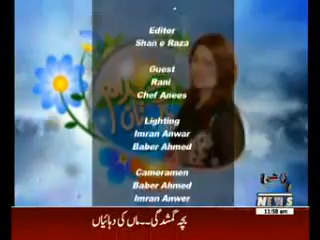 Editor
Shan e Raza
Guest
Rani
Chef Anees
Lighting
Imran Anwar
Baber Ahmed
Cameramen
Baber Ahmed
Imran Anwer
NEWS
11:58 am
بچہ گمشدگی۔۔ماں کی دہائیاں